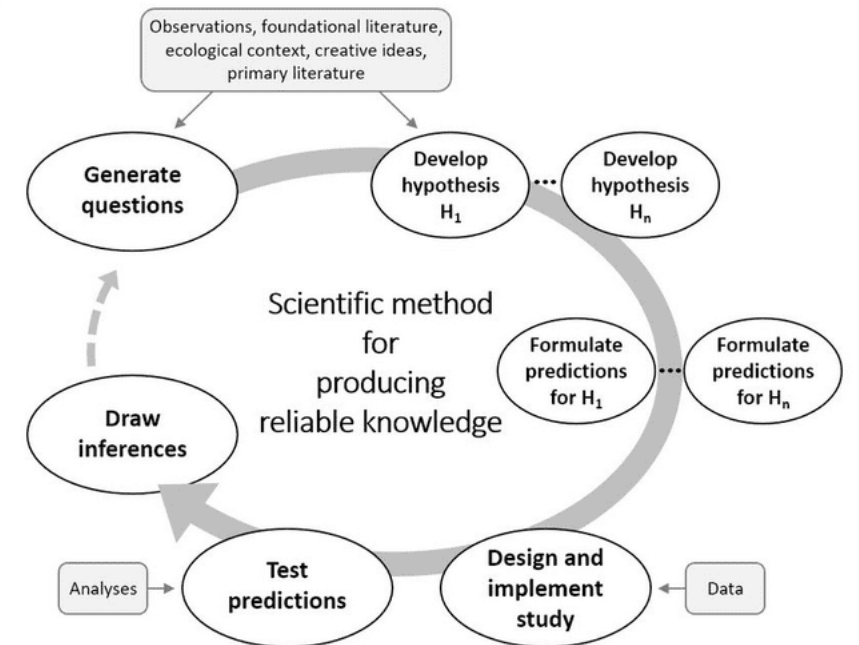 Observations, foundational literature,
ecological context, creative ideas,
primary literature
Generate
questions
Develop
hypothesis
H₁
...
Develop
hypothesis
Hₙ
Scientific method
for
producing
reliable knowledge
Formulate
predictions
for H₁
...
Formulate
predictions
for Hₙ
Draw
inferences
Analyses
Test
predictions
Design and
implement
study
Data